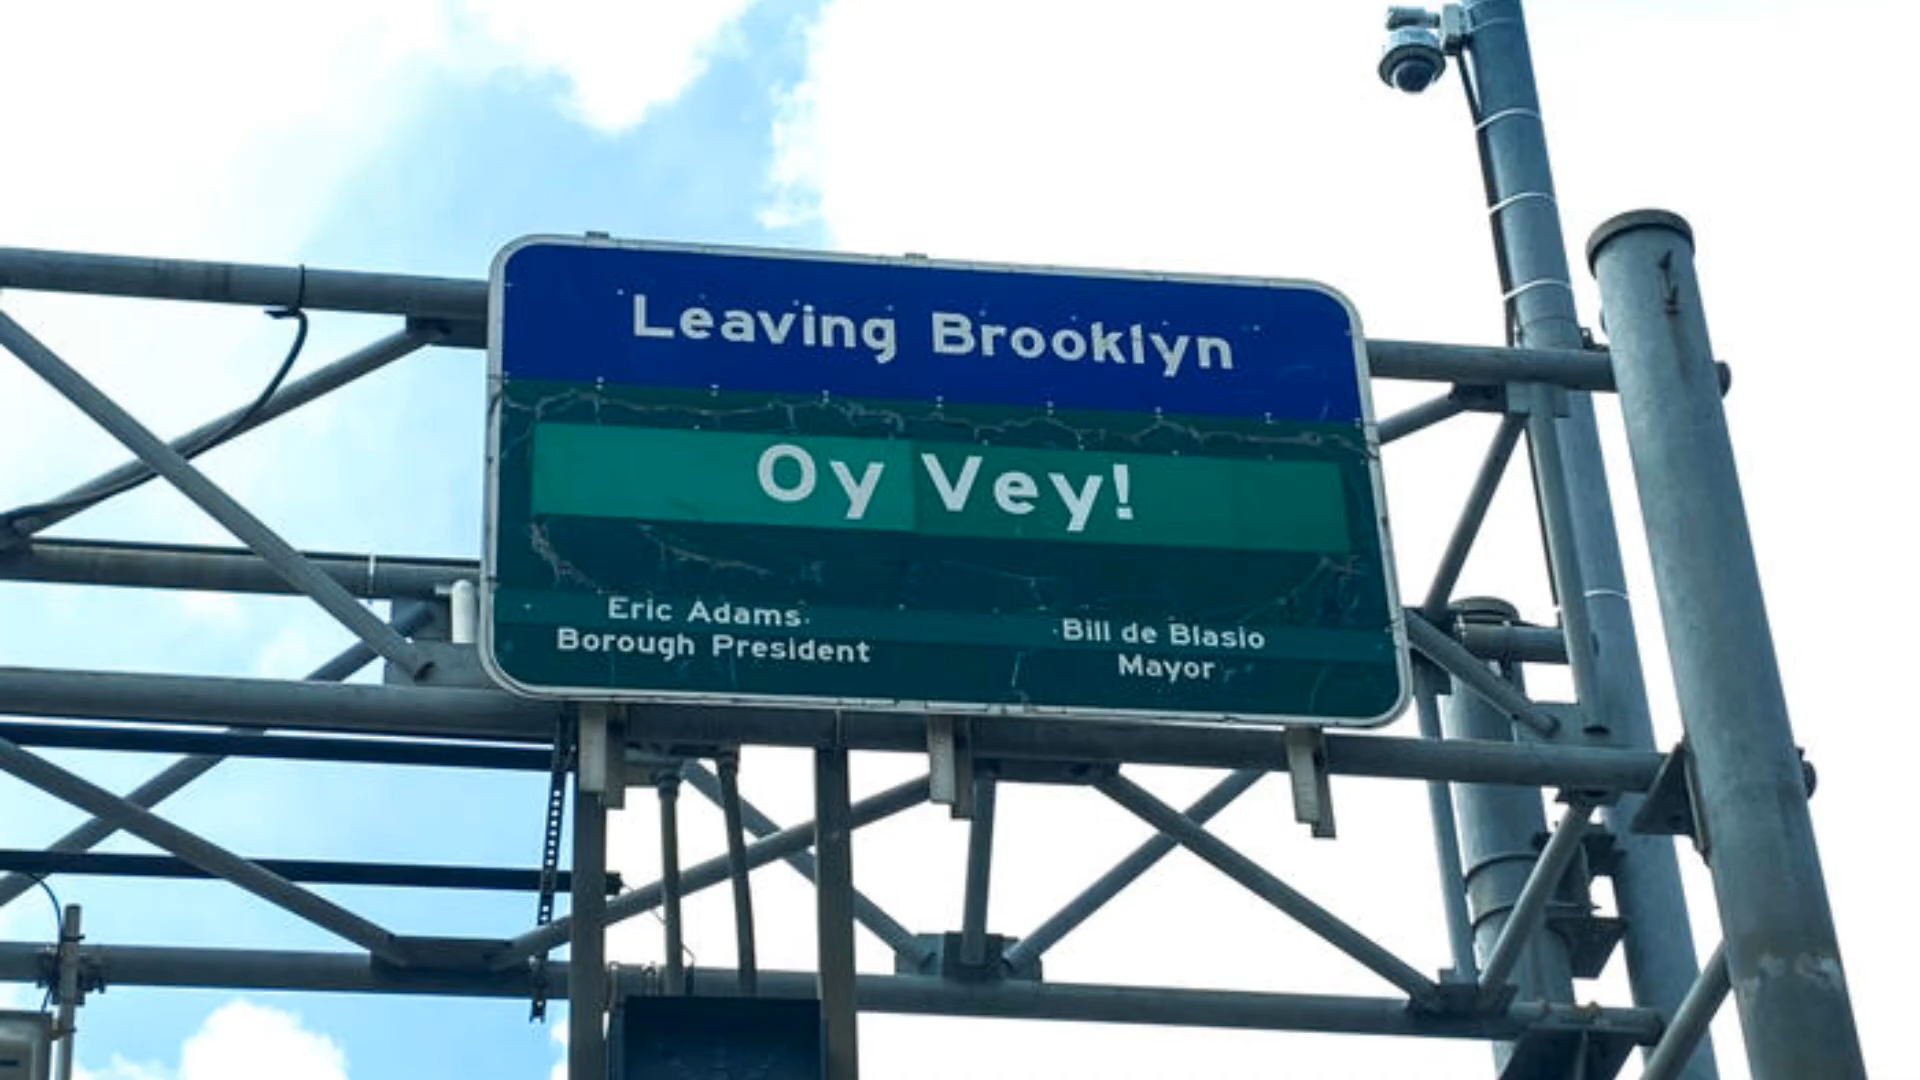 Leaving Brooklyn
Oy Vey!
Eric Adams
Borough President
Bill de Blasio
Mayor